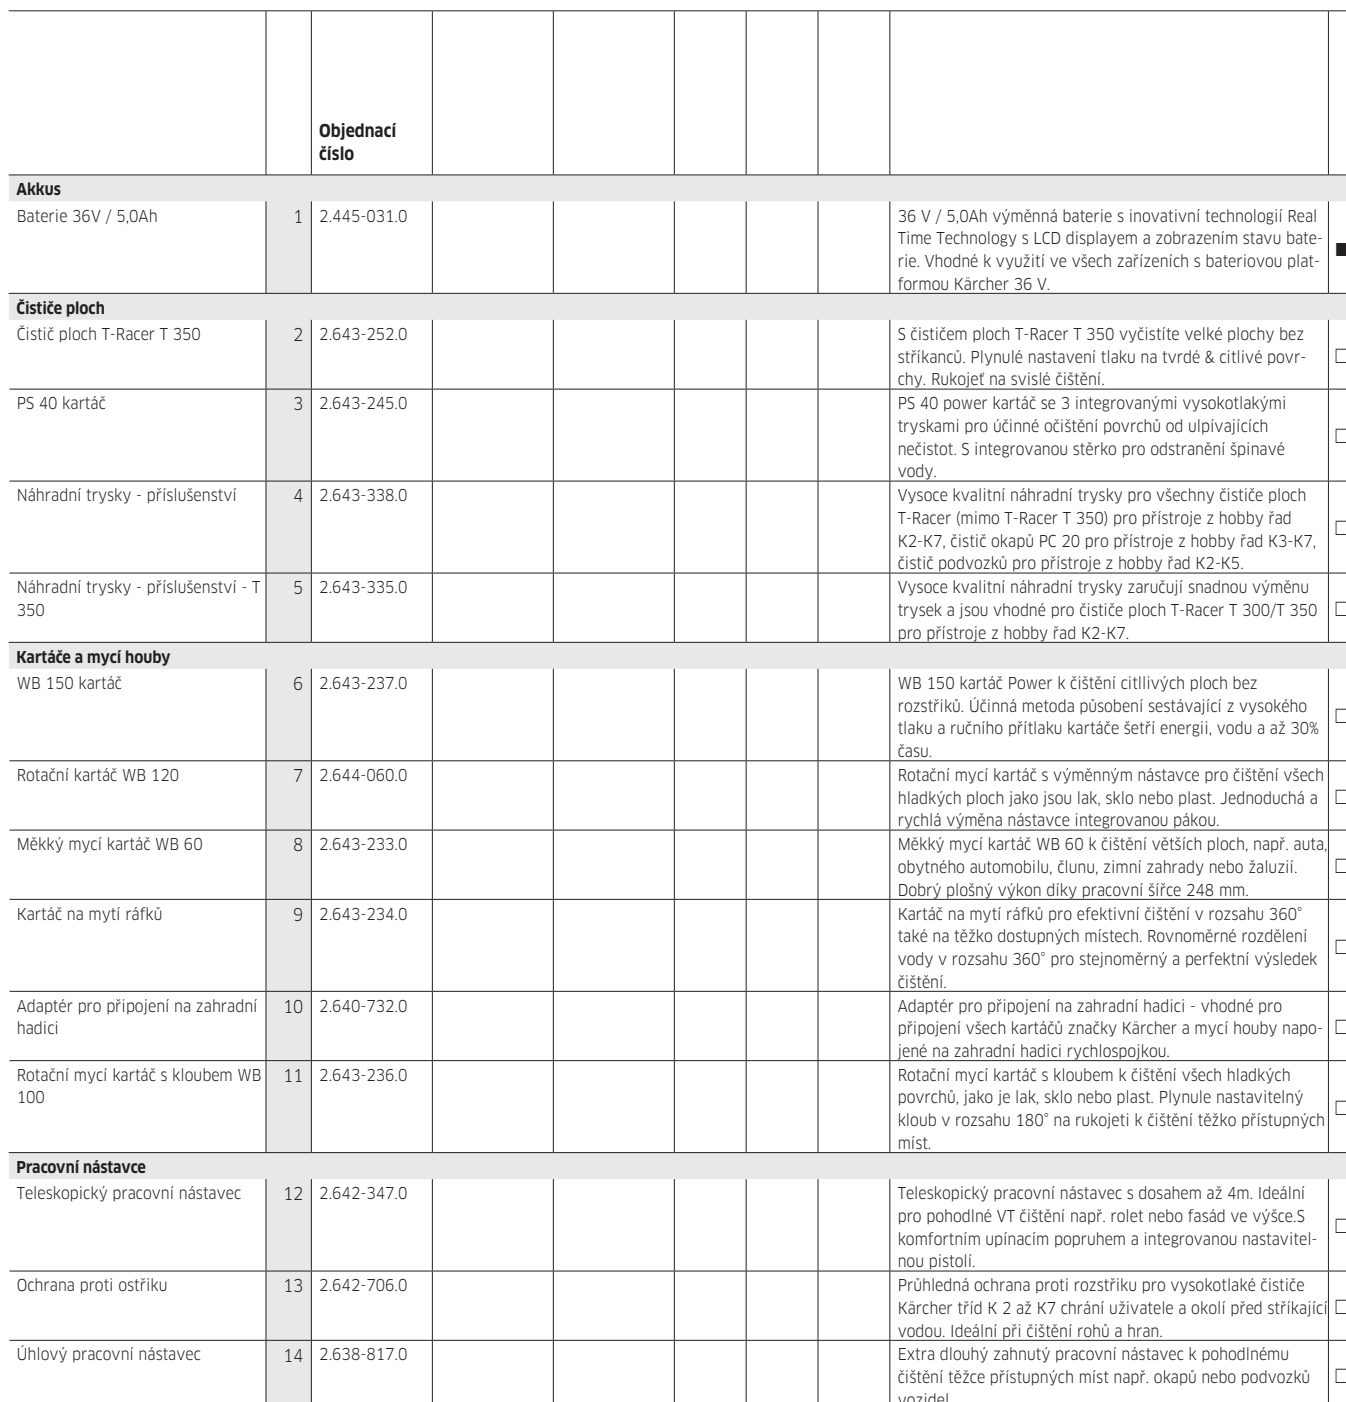 Objednací
číslo
Akkus
Baterie 36V / 5,0Ah 1 2.445-031.0 36 V / 5,0Ah výměnná baterie s inovativní technologií Real
Time Technology s LCD displayem a zobrazením stavu bate-
rie. Vhodné k využití ve všech zařízeních s bateriovou plat-
formou Kärcher 36 V.
Čističe ploch
Čistič ploch T-Racer T 350 2 2.643-252.0 S čističem ploch T-Racer T 350 vyčistíte velké plochy bez
stříkanců. Plynulé nastavení tlaku na tvrdé & citlivé povr-
chy. Rukojeť na svislé čištění.
PS 40 kartáč 3 2.643-245.0 PS 40 power kartáč se 3 integrovanými vysokotlakými
tryskami pro účinné očištění povrchů od ulpívajících
nečistot. S integrovanou stěrko pro odstranění špinavé
vody.
Náhradní trysky - příslušenství 4 2.643-338.0 Vysoce kvalitní náhradní trysky pro všechny čističe ploch
T-Racer (mimo T-Racer T 350) pro přístroje z hobby řad
K2-K7, čistič okapů PC 20 pro přístroje z hobby řad K3-K7,
čistič podvozků pro přístroje z hobby řad K2-K5.
Náhradní trysky - příslušenství - T 5 2.643-335.0 Vysoce kvalitní náhradní trysky zaručují snadnou výměnu
350 trysek a jsou vhodné pro čističe ploch T-Racer T 300/T 350
pro přístroje z hobby řad K2-K7.
Kartáče a mycí houby
WB 150 kartáč 6 2.643-237.0 WB 150 kartáč Power k čištění citllivých ploch bez
rozstřiků. Účinná metoda působení sestávající z vysokého
tlaku a ručního přítlaku kartáče šetří energii, vodu a až 30%
času.
Rotační kartáč WB 120 7 2.644-060.0 Rotační mycí kartáč s výměnným nástavce pro čištění všech
hladkých ploch jako jsou lak, sklo nebo plast. Jednoduchá a
rychlá výměna nástavce integrovanou pákou.
Měkký mycí kartáč WB 60 8 2.643-233.0 Měkký mycí kartáč WB 60 k čištění větších ploch, např. auta,
obytného automobilu, člunu, zimní zahrady nebo žaluzií.
Dobrý plošný výkon díky pracovní šířce 248 mm.
Kartáč na mytí ráfků 9 2.643-234.0 Kartáč na mytí ráfků pro efektivní čištění v rozsahu 360°
také na těžko dostupných místech. Rovnoměrné rozdělení
vody v rozsahu 360° pro stejnoměrný a perfektní výsledek
čištění.
Adaptér pro připojení na zahradní 10 2.640-732.0 Adaptér pro připojení na zahradní hadici - vhodné pro
hadici připojení všech kartáčů značky Kärcher a mycí houby napo-
jené na zahradní hadici rychlospojkou.
Rotační mycí kartáč s kloubem WB 11 2.643-236.0 Rotační mycí kartáč s kloubem k čištění všech hladkých
100 povrchů, jako je lak, sklo nebo plast. Plynule nastavitelný
kloub v rozsahu 180° na rukojeti k čištění těžko přístupných
míst.
Pracovní nástavce
Teleskopický pracovní nástavec 12 2.642-347.0 Teleskopický pracovní nástavec s dosahem až 4m. Ideální
pro pohodlné VT čištění např. rolet nebo fasád ve výšce.S
komfortním upínacím popruhem a integrovanou nastavitel-
nou pistolí.
Ochrana proti ostřiku 13 2.642-706.0 Průhledná ochrana proti rozstřiku pro vysokotlaké čističe
Kärcher tříd K 2 až K7 chrání uživatele a okolí před stříkající
vodou. Ideální při čištění rohů a hran.
Úhlový pracovní nástavec 14 2.638-817.0 Extra dlouhý zahnutý pracovní nástavec k pohodlnému
čištění těžce přístupných míst např. okapů nebo podvozků
vozidel